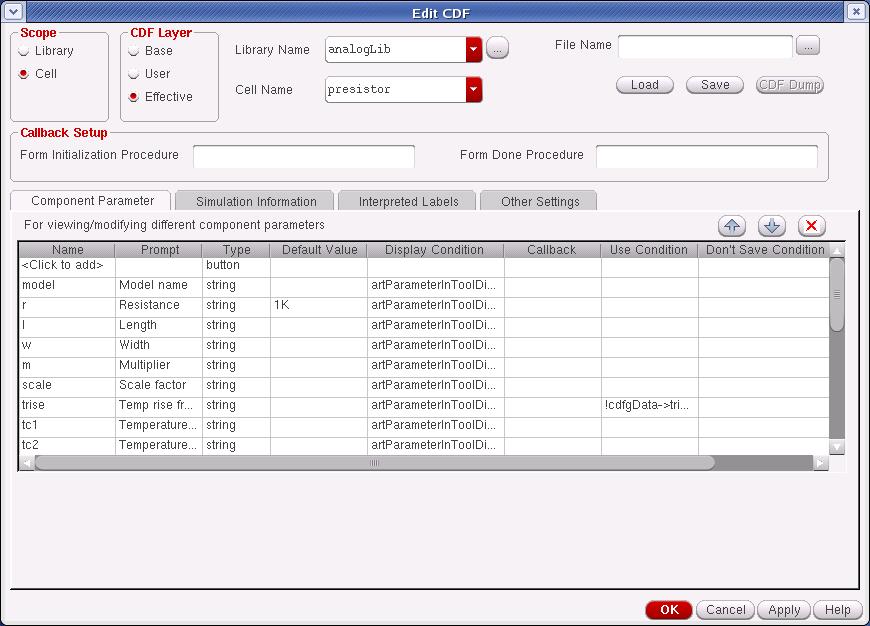 Edit CDF
Scope
Library
Cell
CDF Layer
Base
User
Effective
Library Name analogLib ...
Cell Name presistor
File Name ...
Load Save CDF Dump
Callback Setup
Form Initialization Procedure Form Done Procedure
Component Parameter Simulation Information Interpreted Labels Other Settings
For viewing/modifying different component parameters
Name Prompt Type Default Value Display Condition Callback Use Condition Don't Save Condition
<Click to add> button
model Model name string artParameterInToolDi...
r Resistance string 1K artParameterInToolDi...
l Length string artParameterInToolDi...
w Width string artParameterInToolDi...
m Multiplier string artParameterInToolDi...
scale Scale factor string artParameterInToolDi...
trise Temp rise fr... string artParameterInToolDi... !cdfgData->tri...
tc1 Temperature... string artParameterInToolDi...
tc2 Temperature... string artParameterInToolDi...
OK Cancel Apply Help